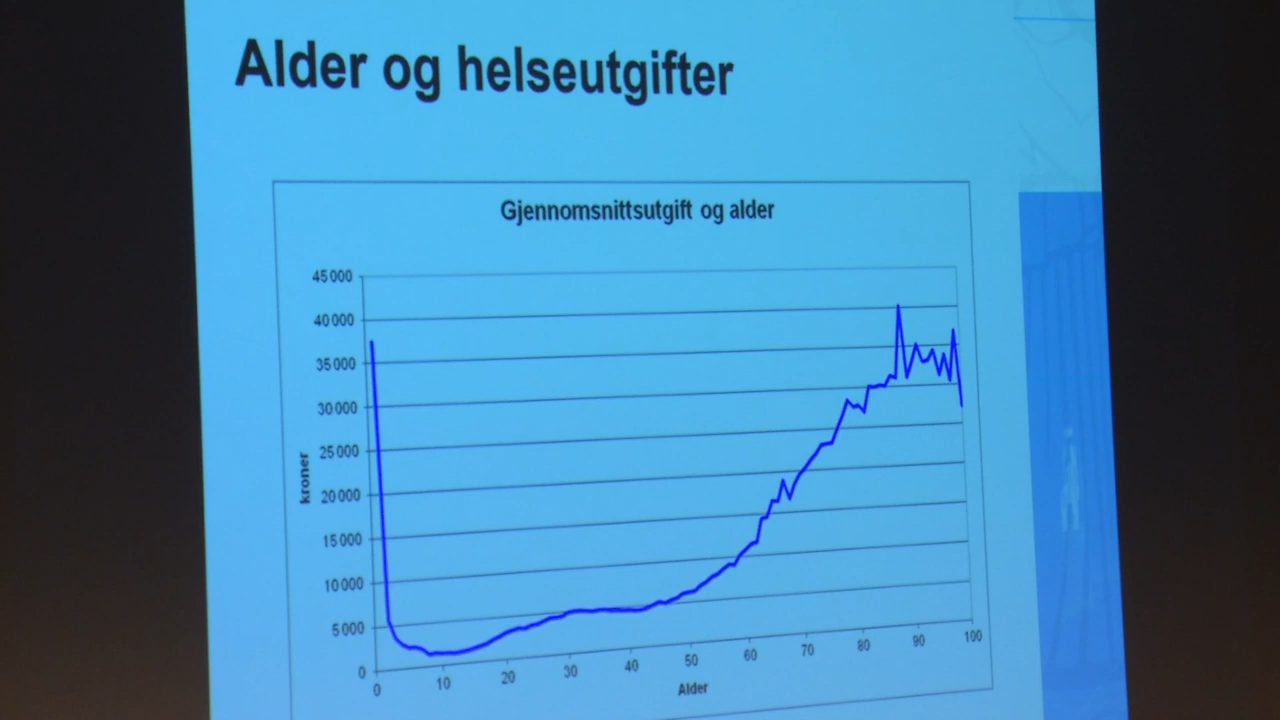 Alder og helseutgifter
Gjennomsnittsutgift og alder
45 000
40 000
35 000
30 000
25 000
20 000
15 000
10 000
5 000
0
kroner
0 10 20 30 40 50 60 70 80 90 100
Alder